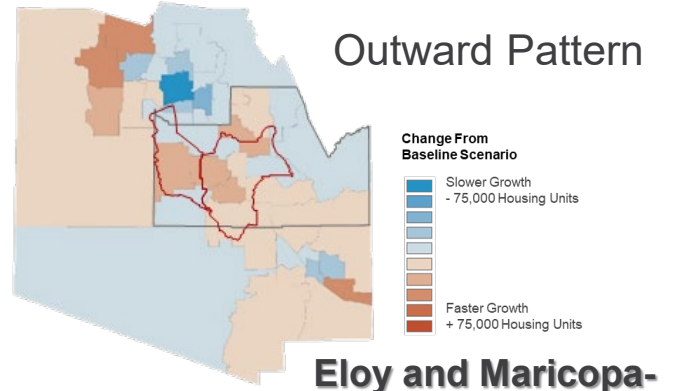 Outward Pattern
Change From
Baseline Scenario
Slower Growth
- 75,000 Housing Units
Faster Growth
+ 75,000 Housing Units
Eloy and Maricopa-